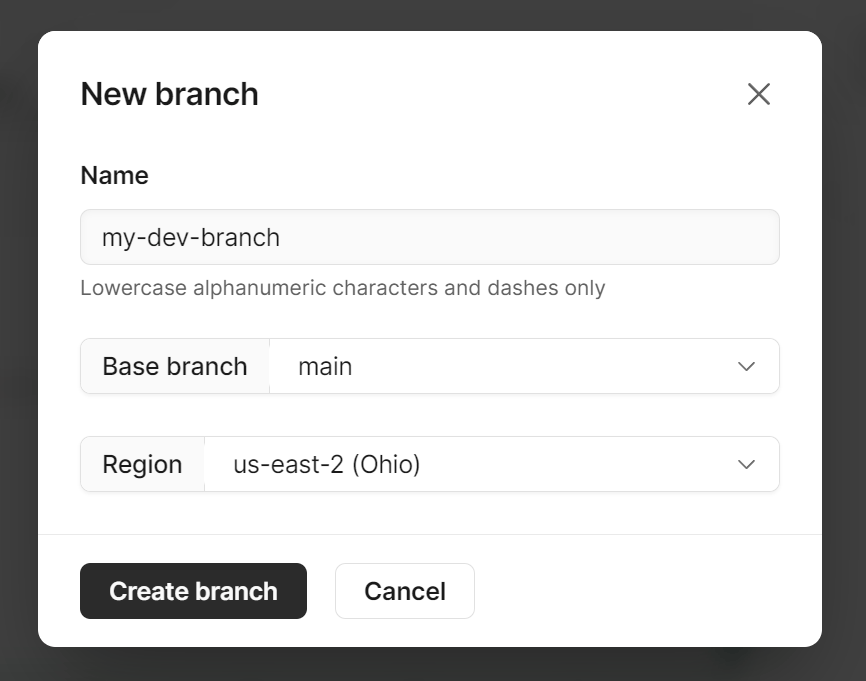 New branch
Name
my-dev-branch
Lowercase alphanumeric characters and dashes only
Base branch main
Region us-east-2 (Ohio)
Create branch Cancel